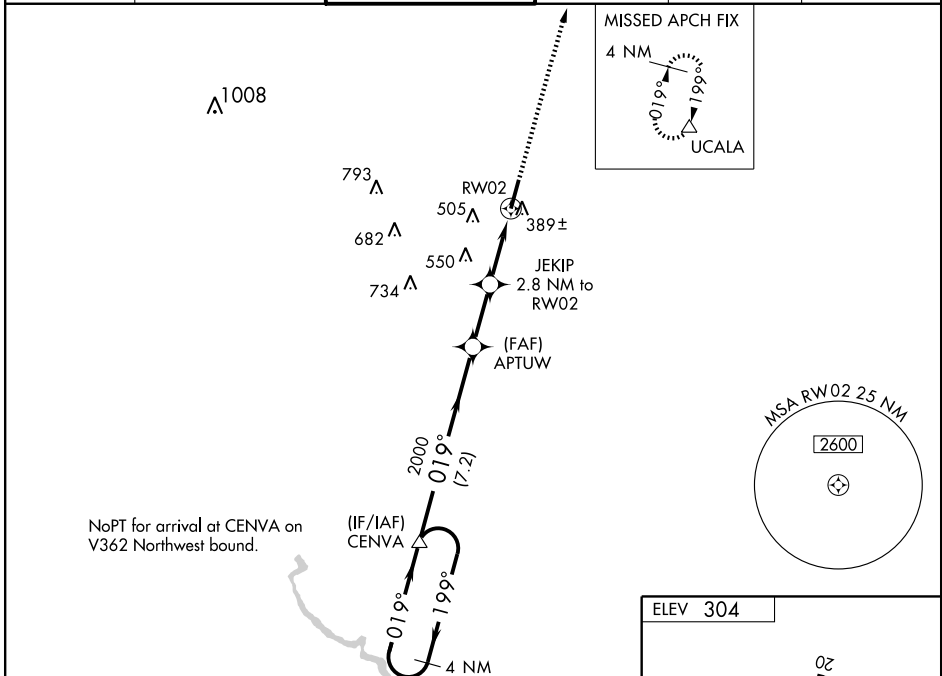 MISSED APCH FIX
4 NM
019°
199°
UCALA
1008
793
RW02
505
389±
682
550
JEKIP
2.8 NM to
RW02
734
(FAF)
APTUW
MSA RW02 25 NM
2600
2000
019°
(7.2)
NoPT for arrival at CENVA on
V362 Northwest bound.
(IF/IAF)
CENVA
019°
199°
4 NM
ELEV 304
20